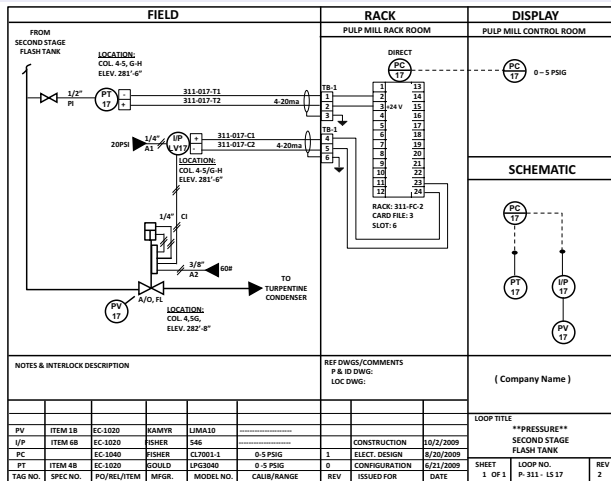 FIELD
RACK
DISPLAY
PULP MILL RACK ROOM
PULP MILL CONTROL ROOM
FROM
SECOND STAGE
FLASH TANK
LOCATION:
COL. 4-5, G-H
ELEV. 281'-6"
1/2"
PI
PT
17
-
+
311-017-T1
311-017-T2
4-20ma
TB-1
1
2
3
DIRECT
PC
17
1 13
2 14
3 +24 V 15
4 16
5 17
6 18
7 19
8 20
9 21
10 22
11 23
12 24
RACK: 311-FC-2
CARD FILE: 3
SLOT: 6
PC
17
0 – 5 PSIG
20PSI
1/4"
A1
I/P
LV17
+
-
311-017-C1
311-017-C2
4-20ma
TB-1
4
5
6
LOCATION:
COL. 4-5/G-H
ELEV. 281'-6"
1/4" CI
3/8"
A2
60#
A/O, FL
PV
17
LOCATION:
COL. 4,5G,
ELEV. 282'-8"
TO
TURPENTINE
CONDENSER
SCHEMATIC
PC
17
PT
17
I/P
17
PV
17
NOTES & INTERLOCK DESCRIPTION
REF DWGS/COMMENTS
P & ID DWG:
LOC DWG:
( Company Name )
PV ITEM 1B EC-1020 KAMYR LJMA10 ----------------------
I/P ITEM 6B EC-1020 FISHER 546 ---------------------- CONSTRUCTION 10/2/2009
PC EC-1040 FISHER CL7001-1 0-5 PSIG 1 ELECT. DESIGN 8/20/2009
PT ITEM 4B EC-1020 GOULD LPG3040 0 -5 PSIG 0 CONFIGURATION 6/21/2009
TAG NO. SPEC NO. PO/REL/ITEM MFGR. MODEL NO. CALIB/RANGE REV ISSUED FOR DATE
LOOP TITLE
**PRESSURE**
SECOND STAGE
FLASH TANK
SHEET
1 OF 1
LOOP NO.
P- 311 - LS 17
REV
2